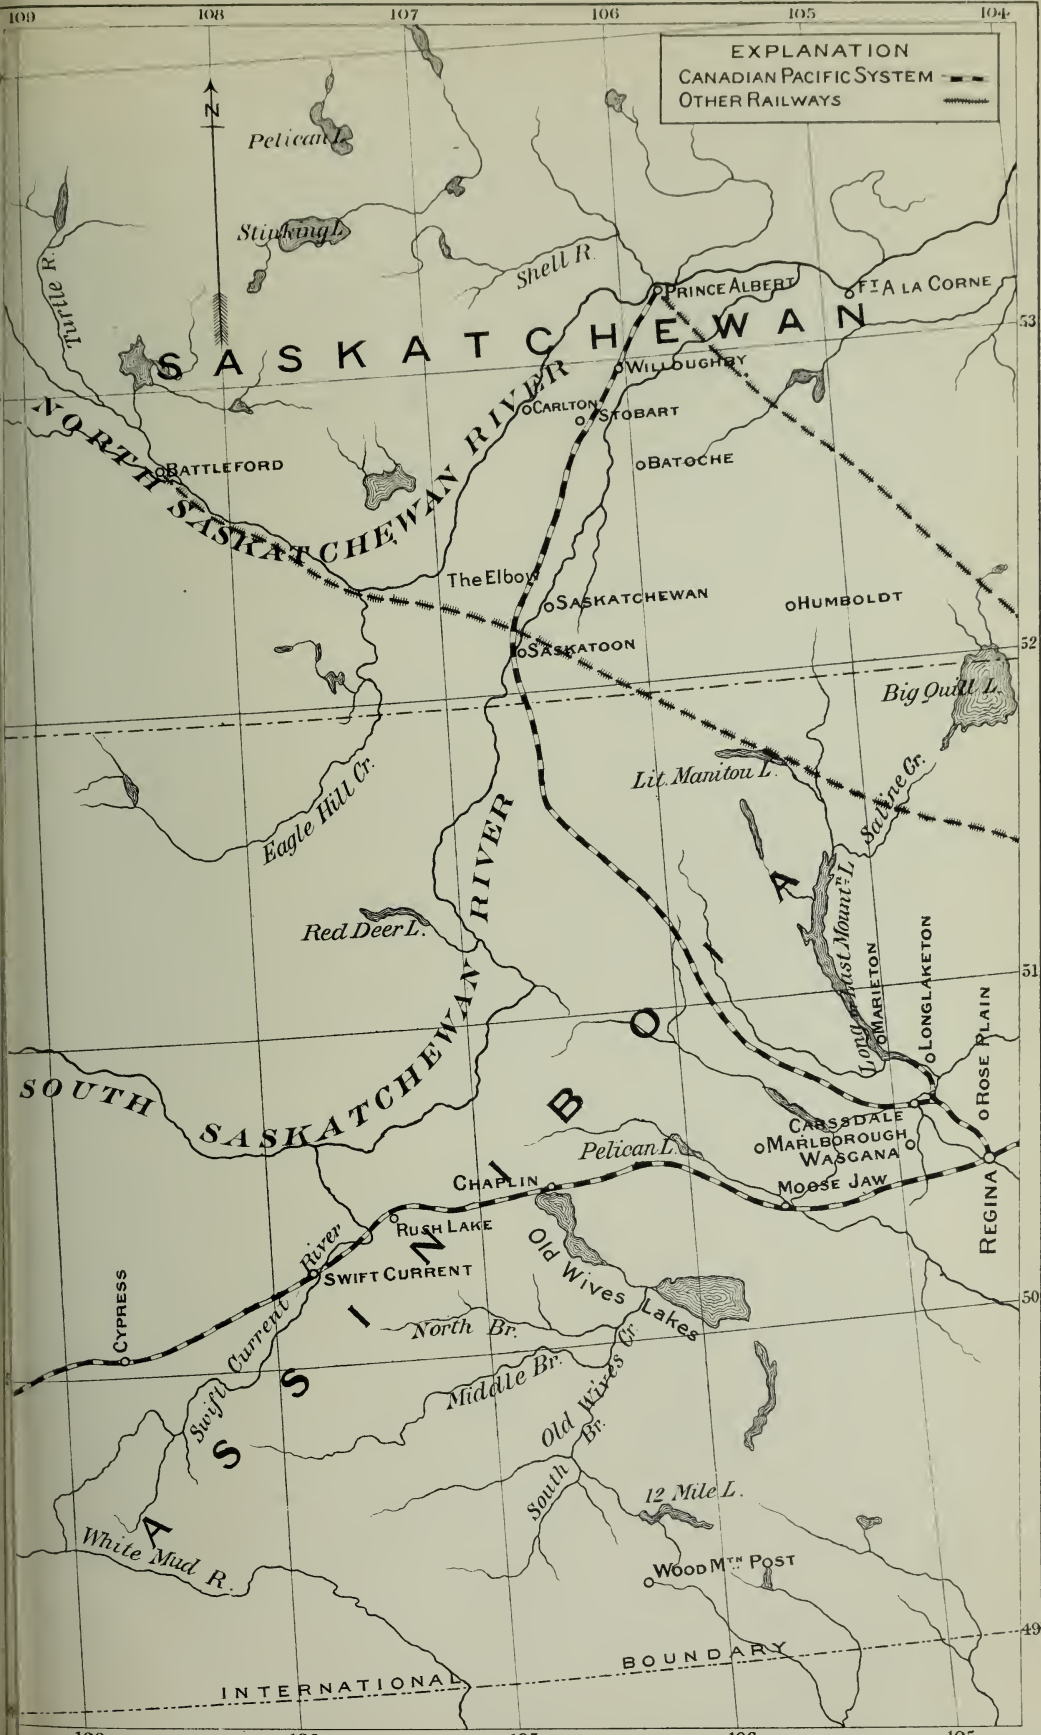 109 108 107 106 105 104
EXPLANATION
CANADIAN PACIFIC SYSTEM
OTHER RAILWAYS
N
Pelican L.
Stinking L.
Shell R.
Turtle R.
PRINCE ALBERT
FT A LA CORNE
53
SASKATCHEWAN
WILLOUGHBY
CARLTON
STOBART
BATOCHE
BATTLEFORD
NORTH SASKATCHEWAN RIVER
The Elbow
SASKATCHEWAN
HUMBOLDT
SASKATOON
52
Big Quill L.
Lit. Manitou L.
Saline Cr.
Eagle Hill Cr.
Red Deer L.
Long or Last Mountn. L
MARIETON
LONGLAKETON
51
ROSE PLAIN
SOUTH SASKATCHEWAN RIVER
ASSINIBOIA
CARSSDALE
MARLBOROUGH
WASCANA
Pelican L.
CHAPLIN
MOOSE JAW
REGINA
RUSH LAKE
SWIFT CURRENT
Swift Current River
CYPRESS
Old Wives Lakes
50
North Br.
Middle Br.
Old Wives Cr.
South Br.
12 Mile L.
White Mud R.
WOOD MTN POST
49
INTERNATIONAL BOUNDARY